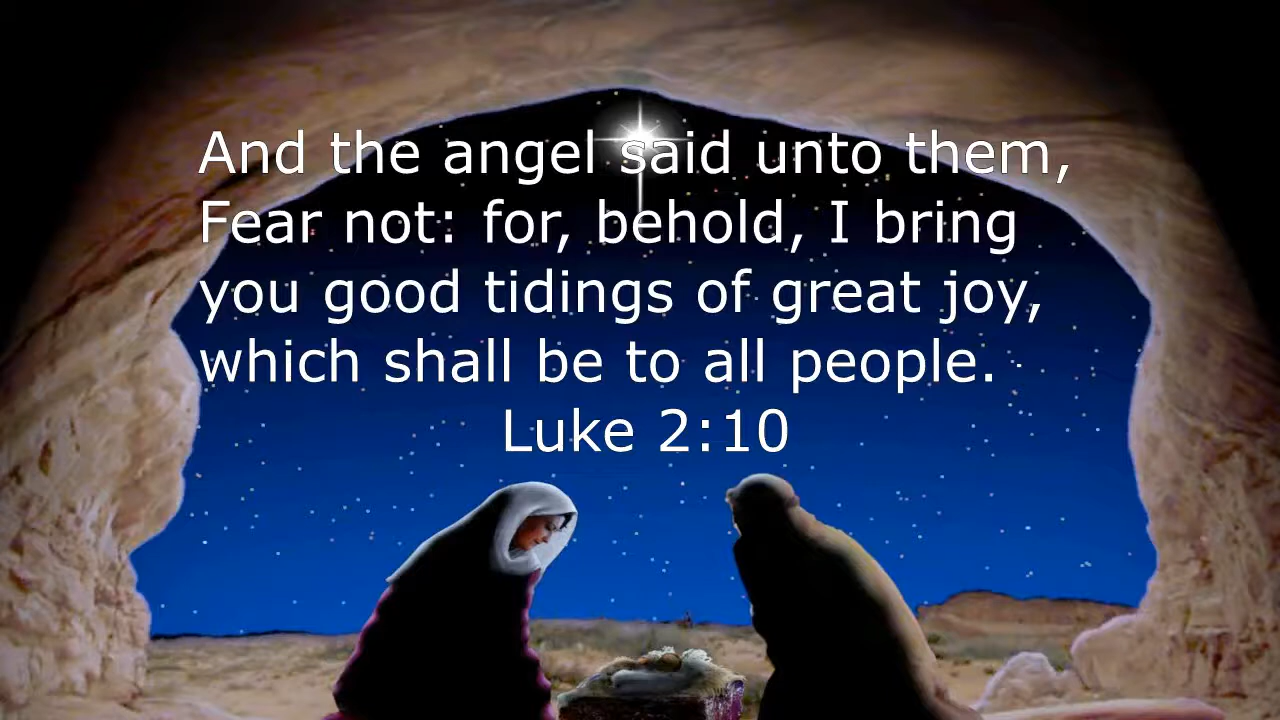 And the angel said unto them,
Fear not: for, behold, I bring
you good tidings of great joy,
which shall be to all people.
Luke 2:10